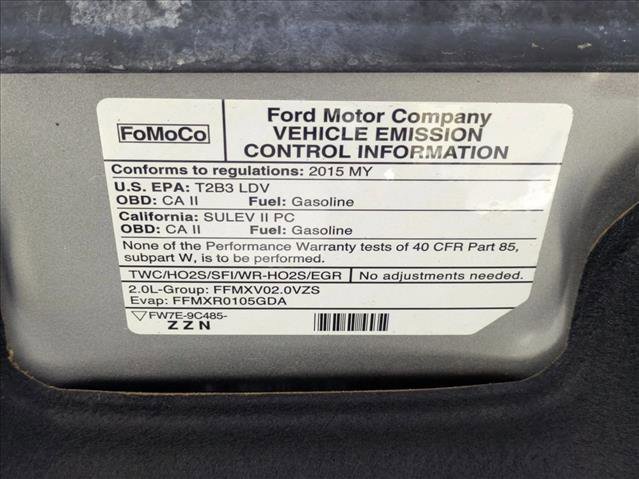 FoMoCo
Ford Motor Company
VEHICLE EMISSION
CONTROL INFORMATION
Conforms to regulations: 2015 MY
U.S. EPA: T2B3 LDV
OBD: CA II Fuel: Gasoline
California: SULEV II PC
OBD: CA II Fuel: Gasoline
None of the Performance Warranty tests of 40 CFR Part 85,
subpart W, is to be performed.
TWC/HO2S/SFI/WR-HO2S/EGR No adjustments needed.
2.0L-Group: FFMXV02.0VZS
Evap: FFMXR0105GDA
FW7E-9C485-
ZZN